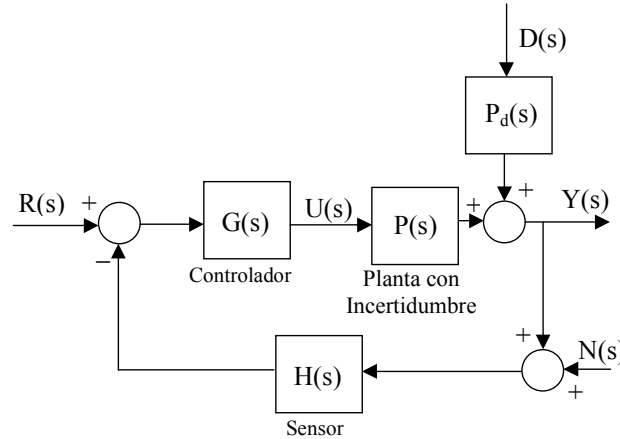 D(s)
P_d(s)
R(s)
+
−
G(s)
Controlador
U(s)
P(s)
Planta con
Incertidumbre
+
+
Y(s)
+
N(s)
+
H(s)
Sensor